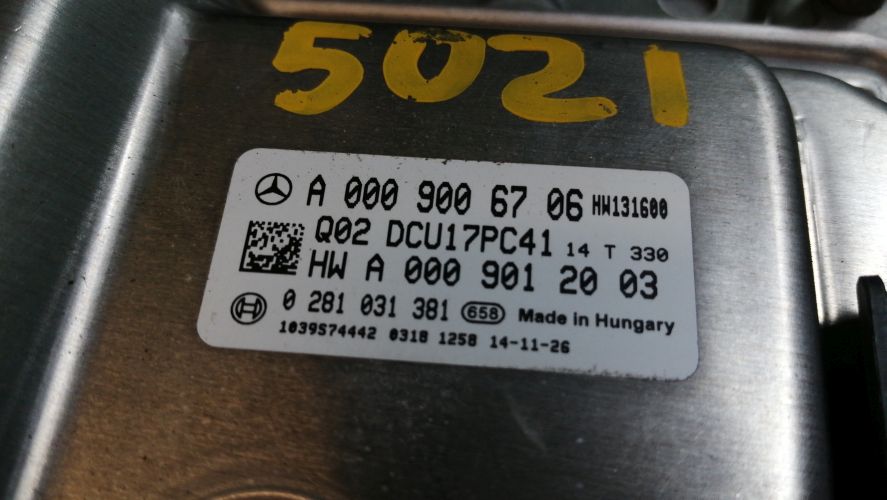 5021
A 000 900 67 06 HW131600
Q02 DCU17PC41 14 T 330
HW A 000 901 20 03
0 281 031 381 658 Made in Hungary
1039S74442 0318 1258 14-11-26